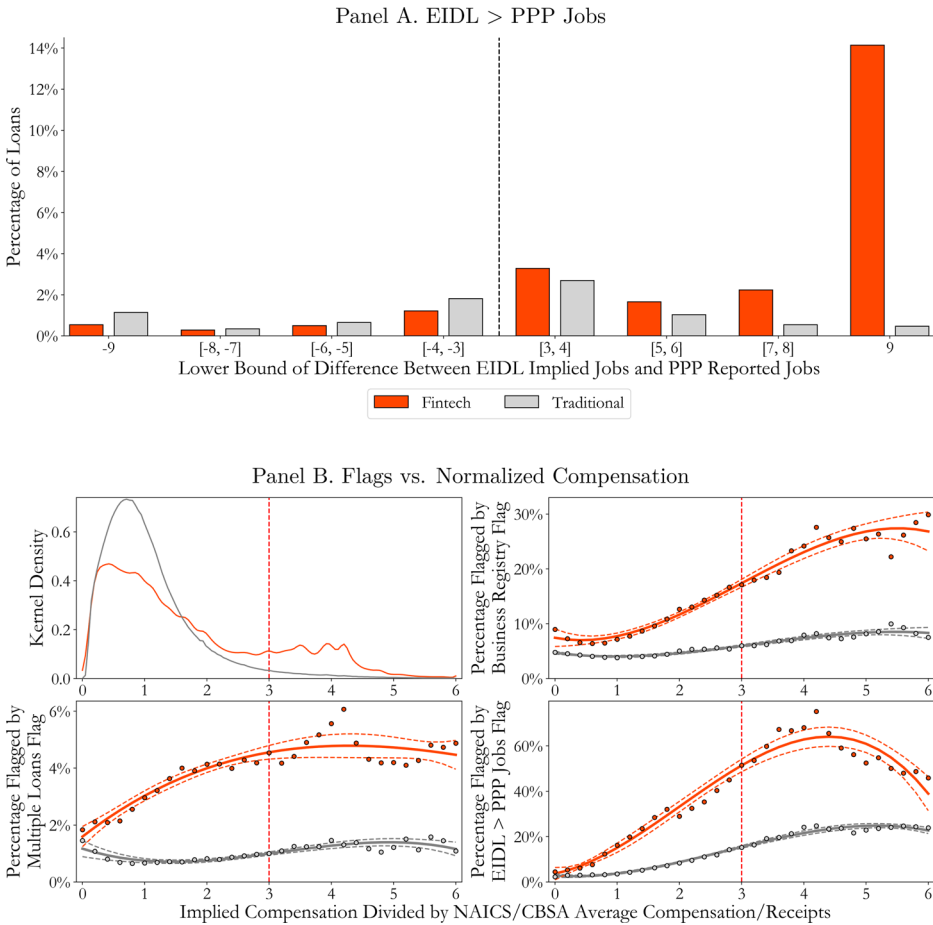 Panel A. EIDL > PPP Jobs
Percentage of Loans
14%
12%
10%
8%
6%
4%
2%
0%
-9
[-8, -7]
[-6, -5]
[-4, -3]
[3, 4]
[5, 6]
[7, 8]
9
Lower Bound of Difference Between EIDL Implied Jobs and PPP Reported Jobs
Fintech
Traditional
Panel B. Flags vs. Normalized Compensation
Kernel Density
0.6
0.4
0.2
0.0
0 1 2 3 4 5 6
Percentage Flagged by
Business Registry Flag
30%
20%
10%
0%
0 1 2 3 4 5 6
Percentage Flagged by
Multiple Loans Flag
6%
4%
2%
0%
0 1 2 3 4 5 6
Percentage Flagged by
EIDL > PPP Jobs Flag
60%
40%
20%
0%
0 1 2 3 4 5 6
Implied Compensation Divided by NAICS/CBSA Average Compensation/Receipts